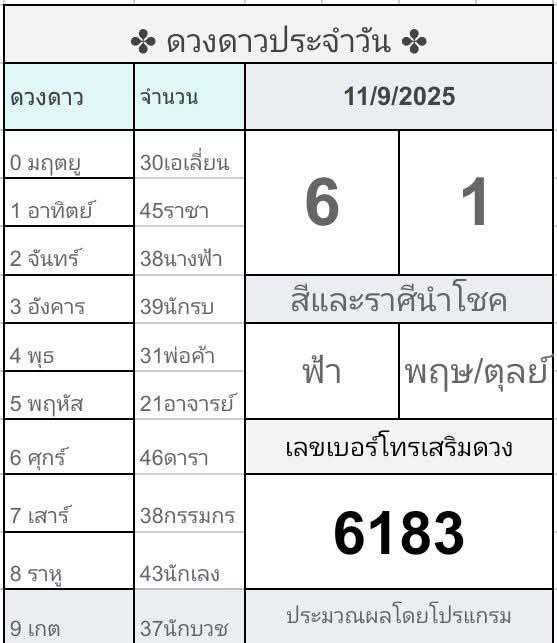 ✤ ดวงดาวประจำวัน ✤
ดวงดาว จำนวน 11/9/2025
0 มฤตยู 30เอเลี่ยน
6 1
1 อาทิตย์ 45ราชา
2 จันทร์ 38นางฟ้า
3 อังคาร 39นักรบ สีและราศีนำโชค
4 พุธ 31พ่อค้า ฟ้า พฤษ/ตุลย์
5 พฤหัส 21อาจารย์
6 ศุกร์ 46ดารา เลขเบอร์โทรเสริมดวง
7 เสาร์ 38กรรมกร
6183
8 ราหู 43นักเลง
9 เกต 37นักบวช ประมวณผลโดยโปรแกรม